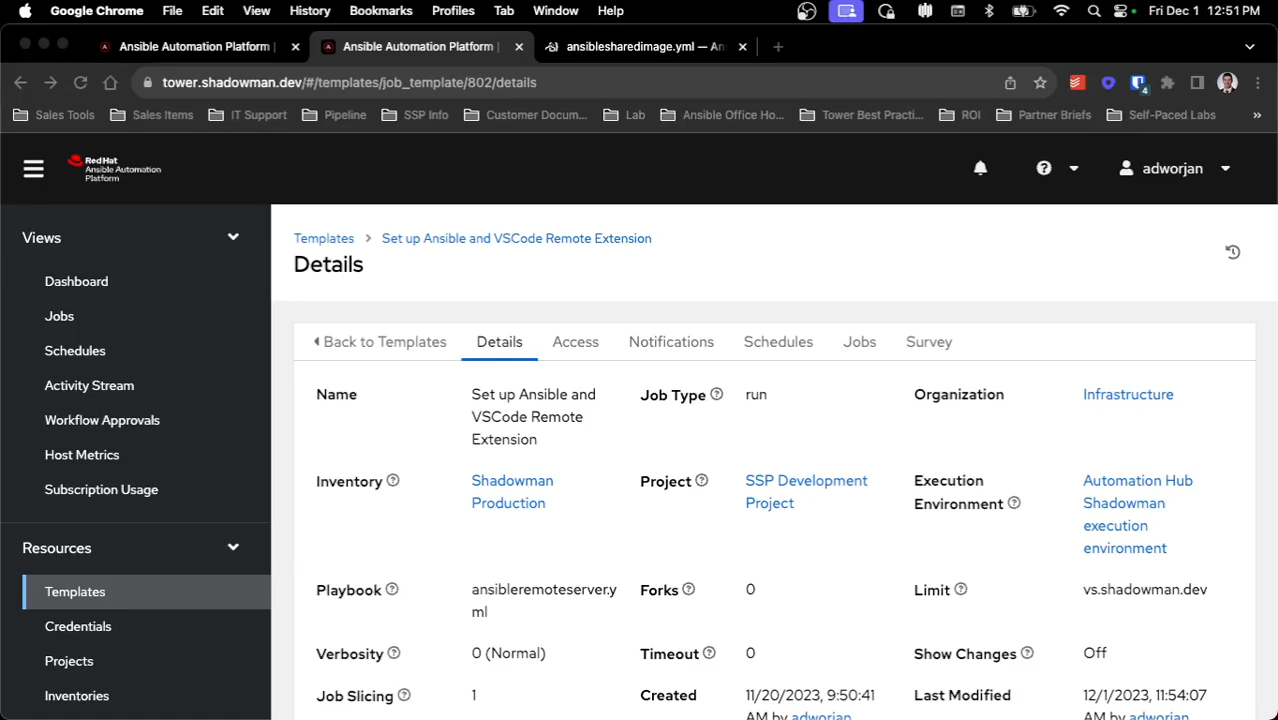 Google Chrome File Edit View History Bookmarks Profiles Tab Window Help Fri Dec 1 12:51 PM
Ansible Automation Platform | Ansible Automation Platform | ansiblesharedimage.yml — An
tower.shadowman.dev/#/templates/job_template/802/details
4
Sales Tools Sales Items IT Support Pipeline SSP Info Customer Docum... Lab Ansible Office Ho... Tower Best Practi... ROI Partner Briefs Self-Paced Labs »
Red Hat
Ansible Automation
Platform
adworjan
Views
Dashboard
Jobs
Schedules
Activity Stream
Workflow Approvals
Host Metrics
Subscription Usage
Resources
Templates
Credentials
Projects
Inventories
Templates > Set up Ansible and VSCode Remote Extension
Details
Back to Templates Details Access Notifications Schedules Jobs Survey
Name Set up Ansible and Job Type run Organization Infrastructure
VSCode Remote
Extension
Inventory Shadowman Project SSP Development Execution Automation Hub
Production Project Environment Shadowman
execution
environment
Playbook ansibleremoteserver.y Forks 0 Limit vs.shadowman.dev
ml
Verbosity 0 (Normal) Timeout 0 Show Changes Off
Job Slicing 1 Created 11/20/2023, 9:50:41 Last Modified 12/1/2023, 11:54:07
AM by adworjan AM by adworjan